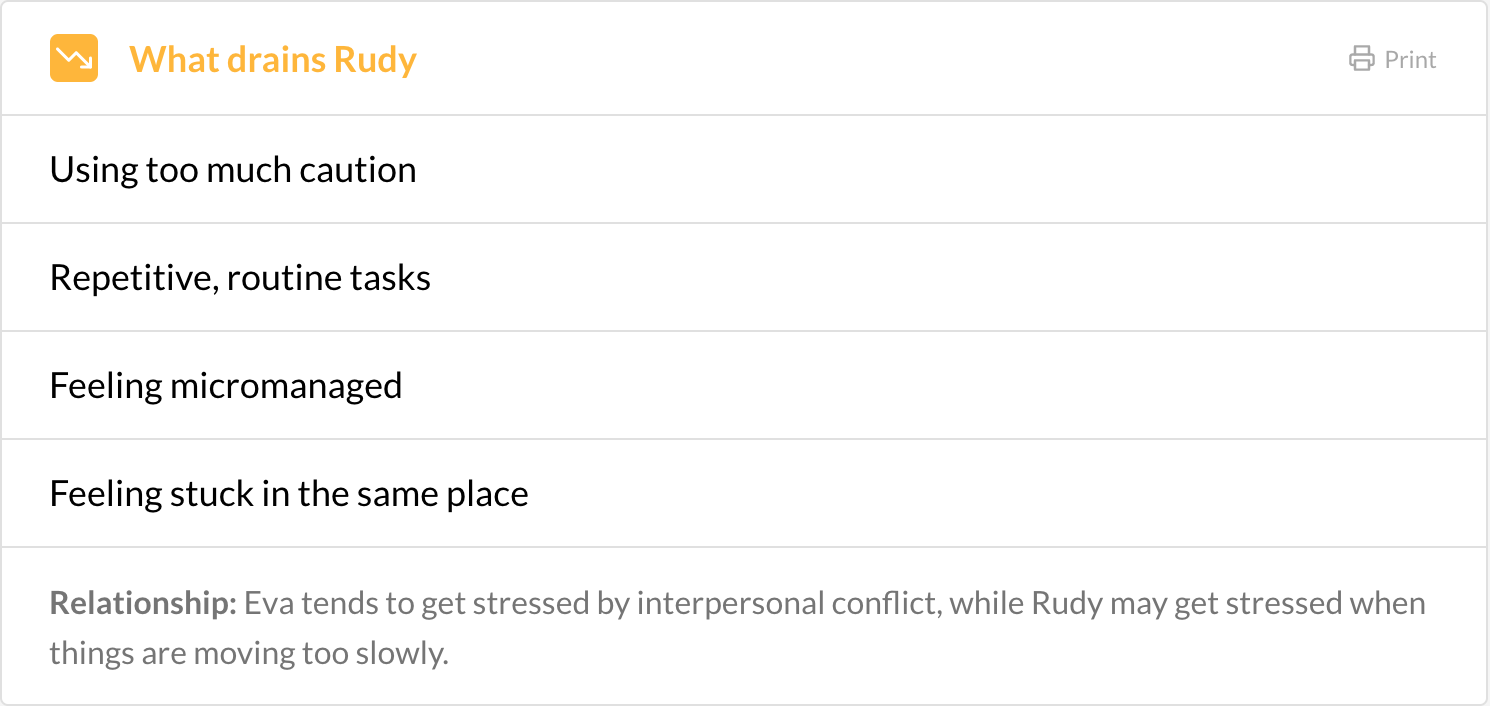 What drains Rudy
Print
Using too much caution
Repetitive, routine tasks
Feeling micromanaged
Feeling stuck in the same place
Relationship: Eva tends to get stressed by interpersonal conflict, while Rudy may get stressed when
things are moving too slowly.